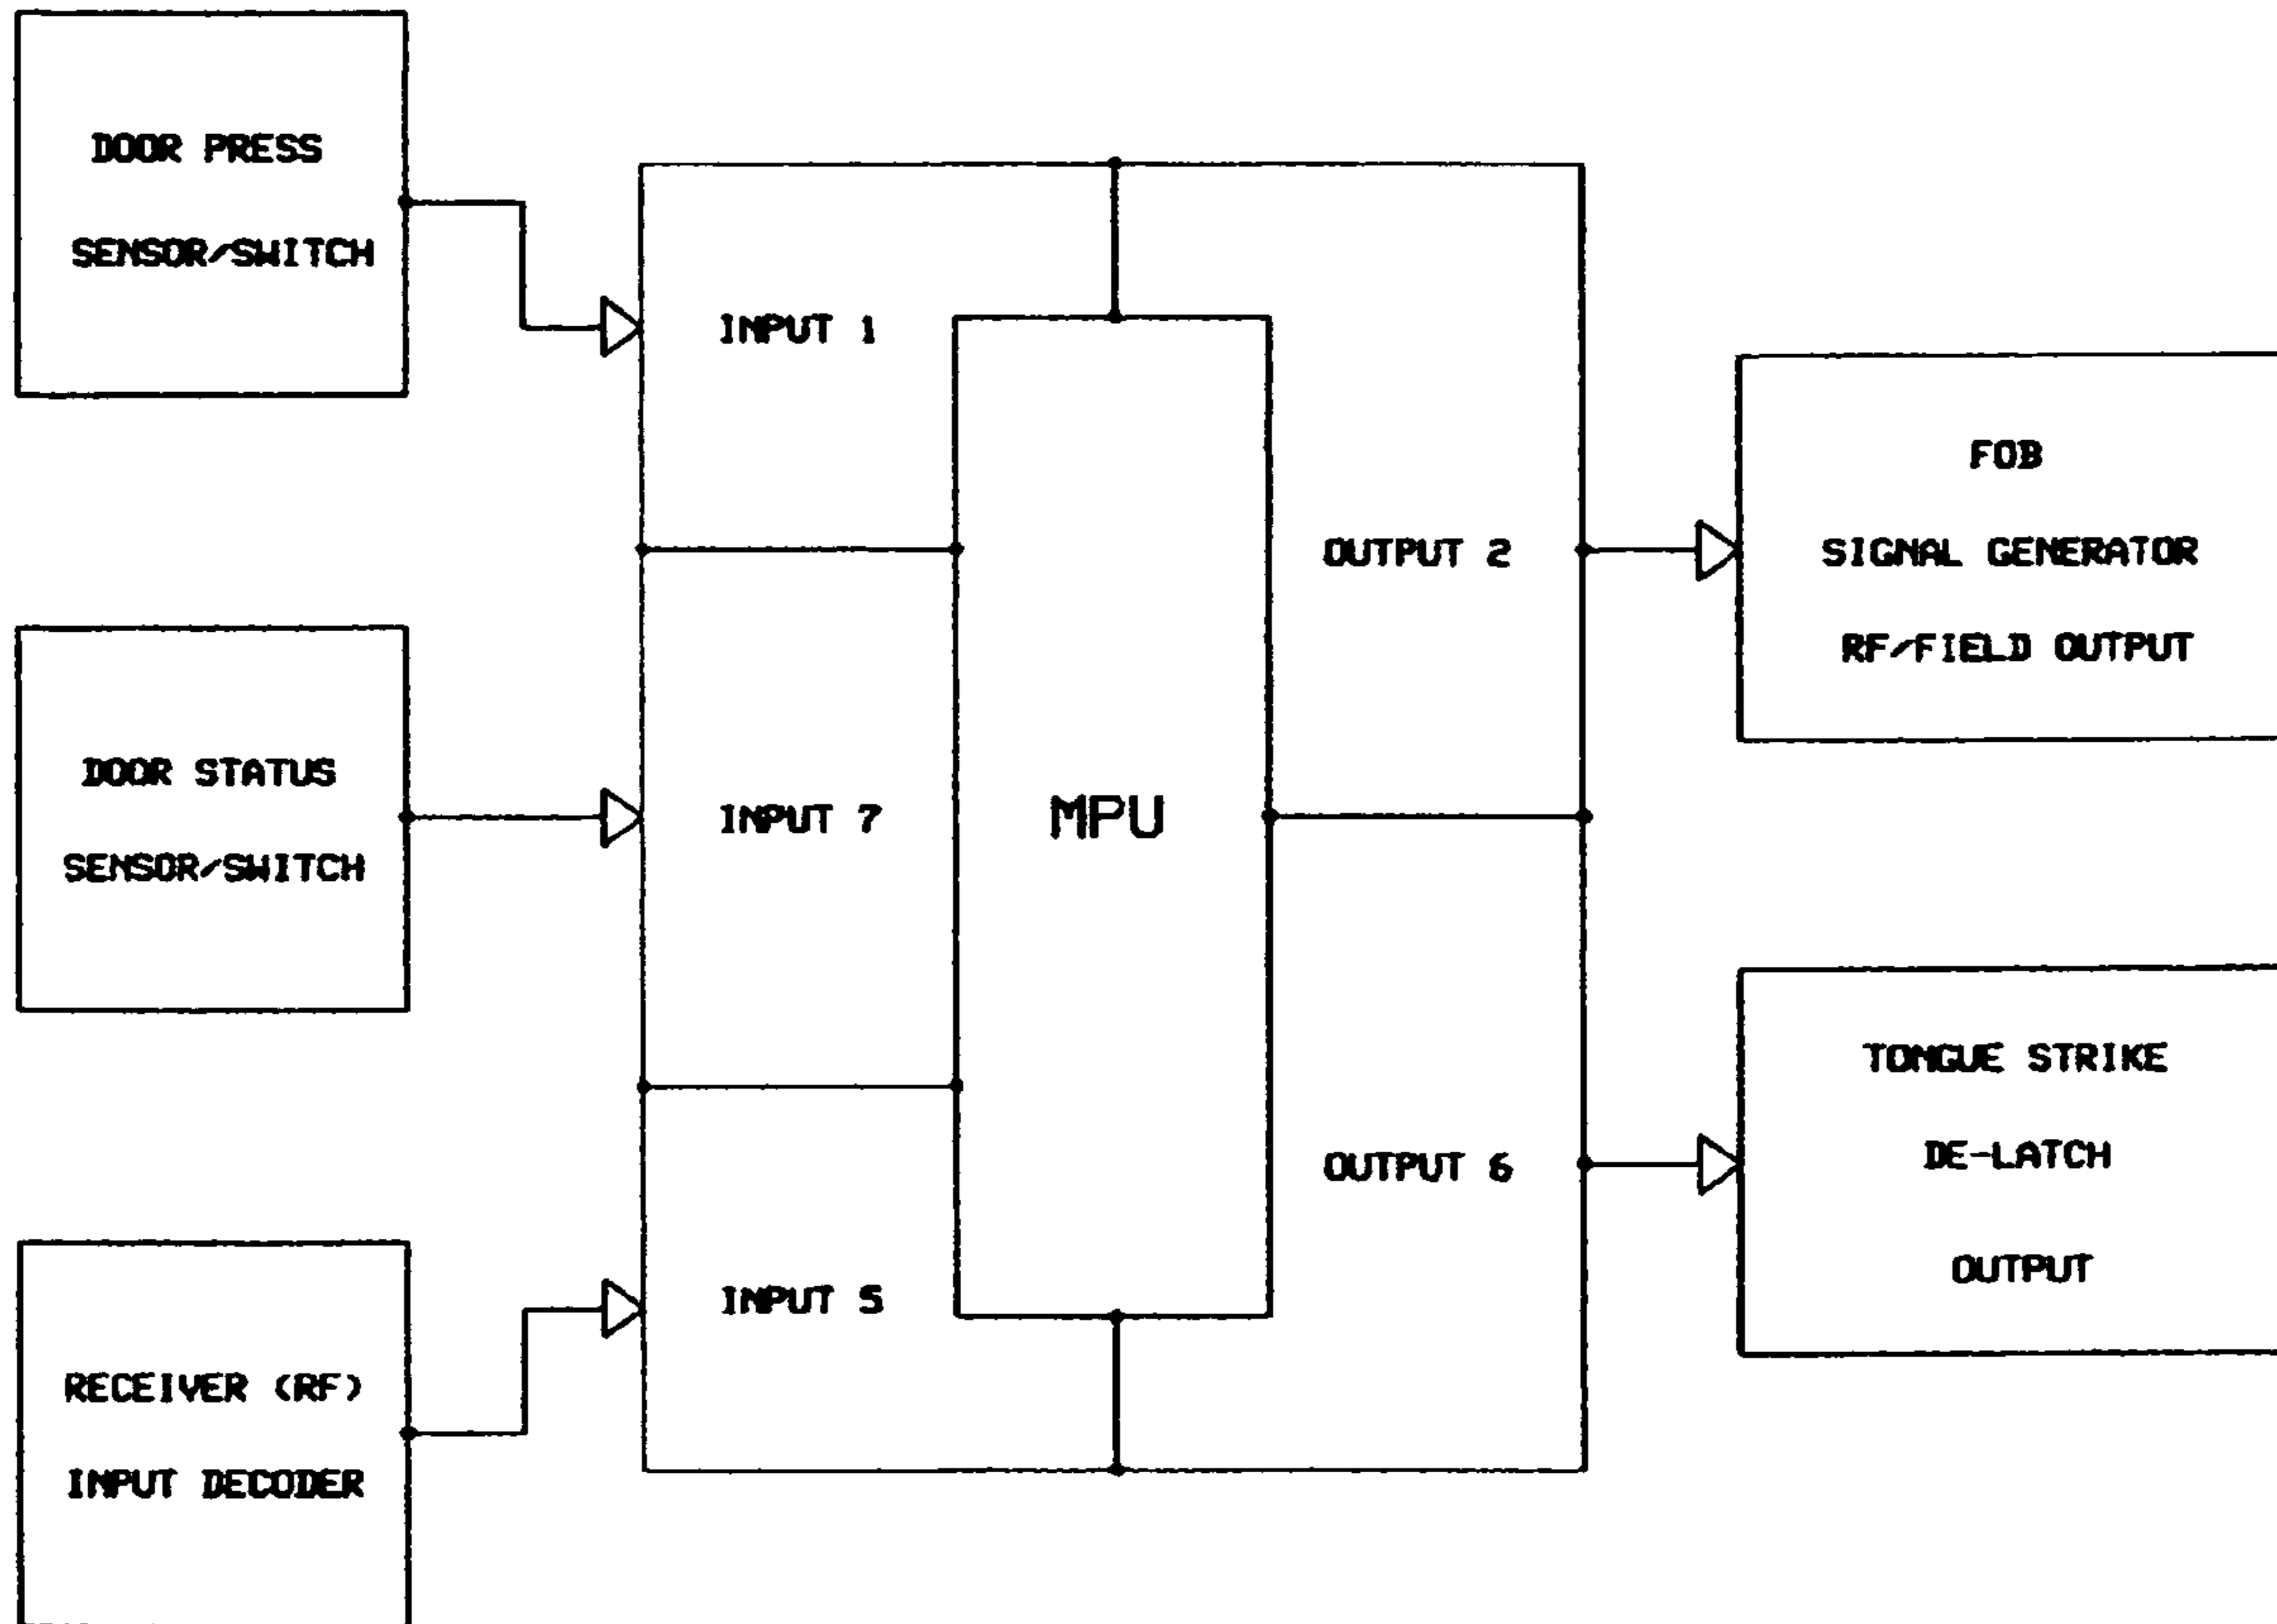 DOOR PRESS
SENSOR/SWITCH
INPUT 1
DOOR STATUS
SENSOR/SWITCH
INPUT 7
RECEIVER (RF)
INPUT DECODER
INPUT 5
MPU
OUTPUT 2
FOB
SIGNAL GENERATOR
RF/FIELD OUTPUT
OUTPUT 6
TONGUE STRIKE
DE-LATCH
OUTPUT